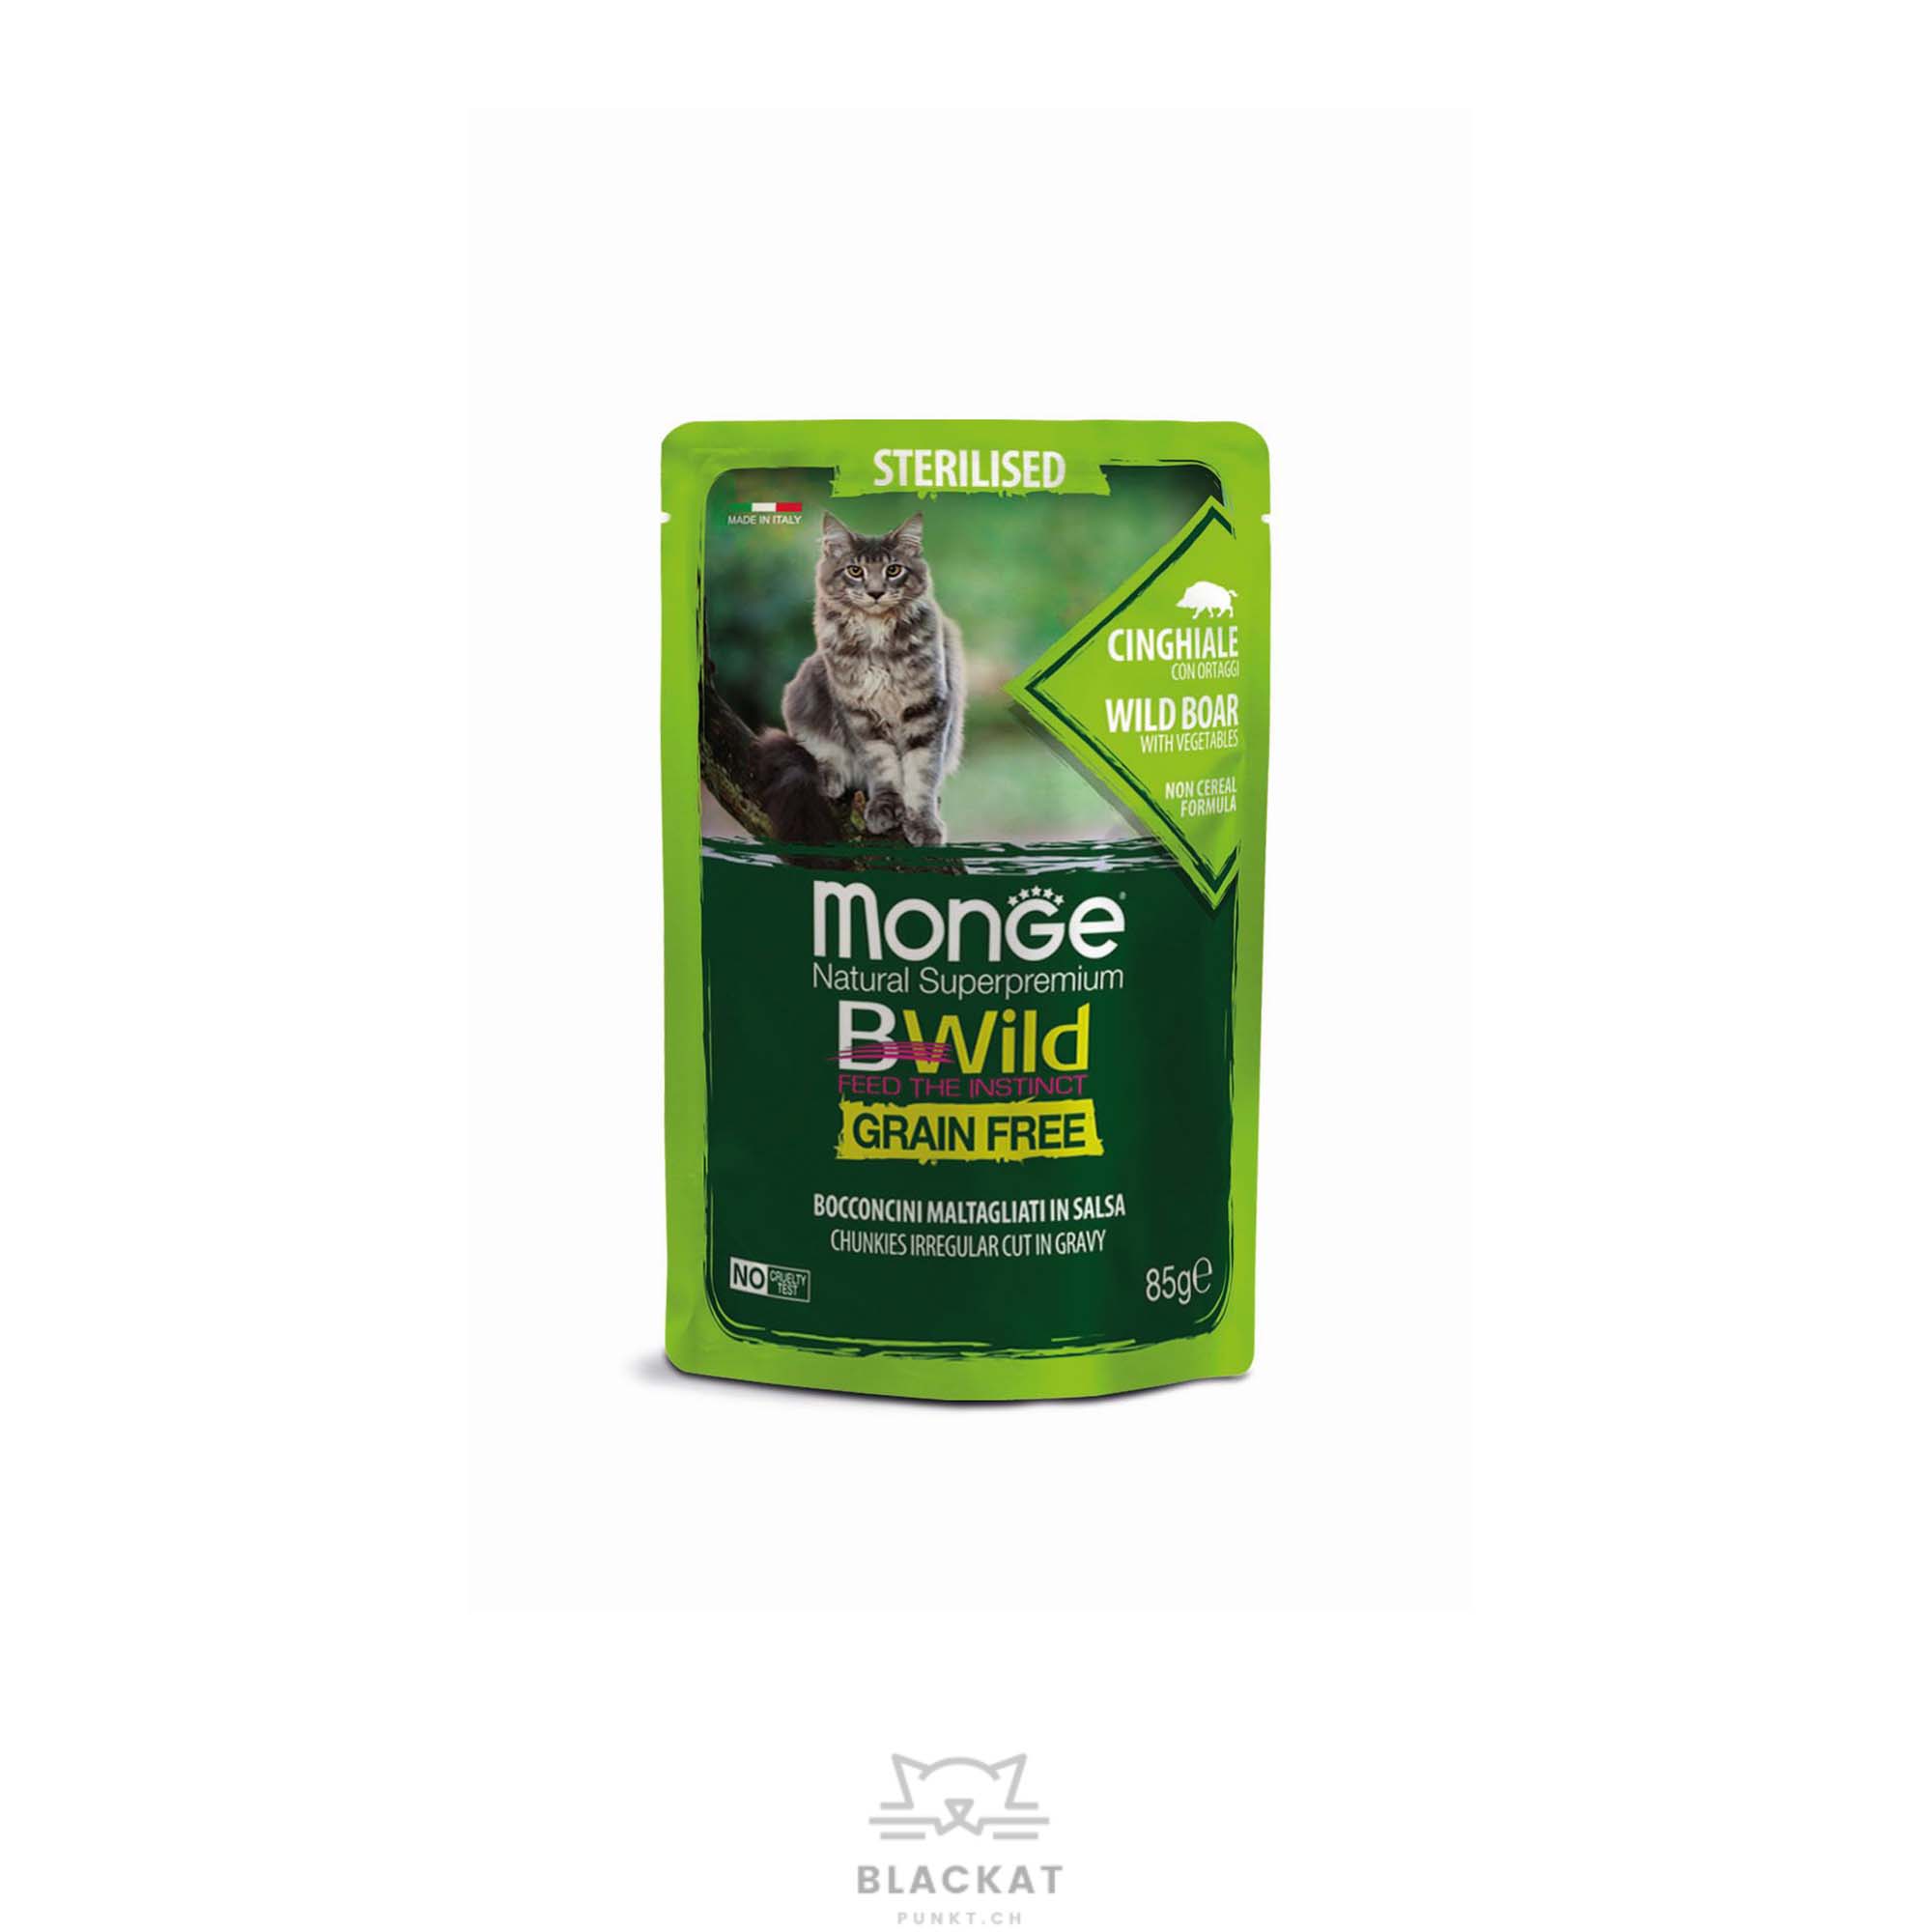 STERILISED
MADE IN ITALY
CINGHIALE
CON ORTAGGI
WILD BOAR
WITH VEGETABLES
NON CEREAL
FORMULA
monge®
Natural Superpremium
BWild
FEED THE INSTINCT
GRAIN FREE
BOCCONCINI MALTAGLIATI IN SALSA
CHUNKIES IRREGULAR CUT IN GRAVY
NO CRUELTY
TEST
85g℮
BLACKAT
PUNKT.CH